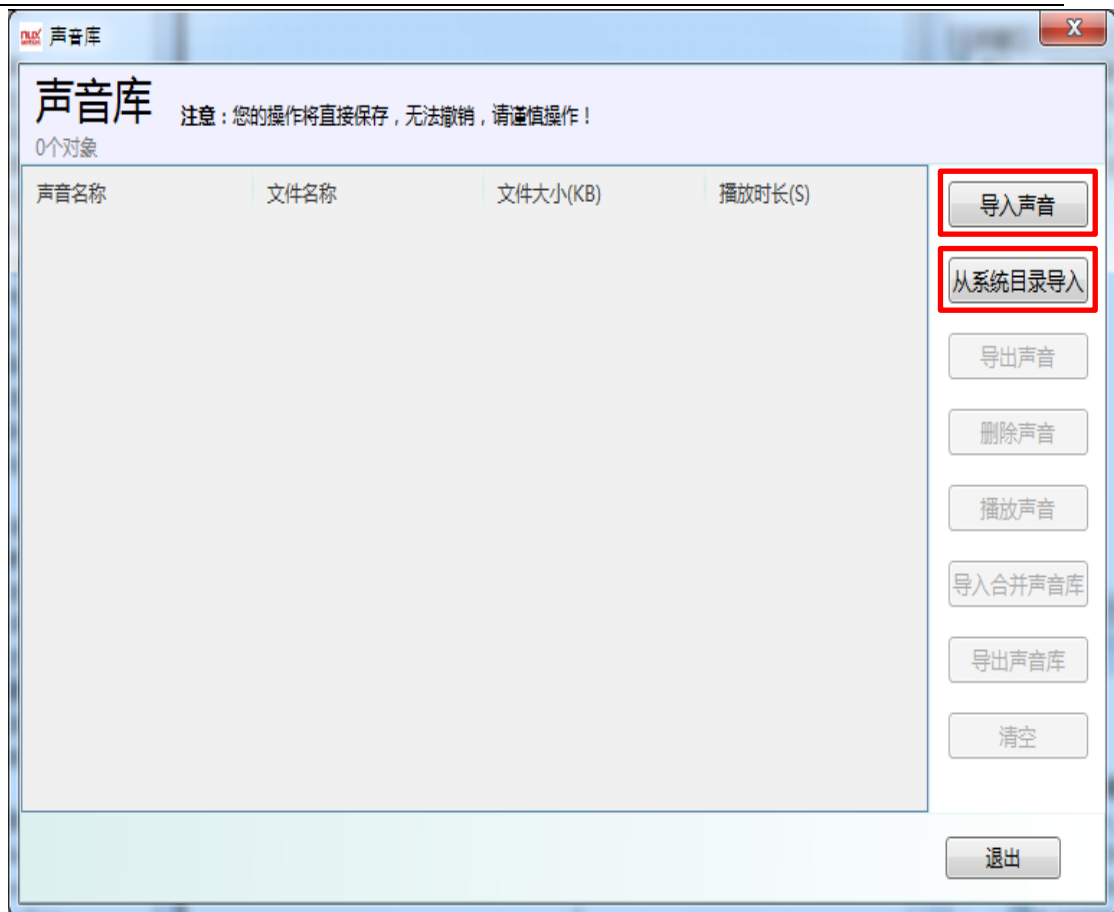 nux 声音库
X
声音库 注意：您的操作将直接保存，无法撤销，请谨慎操作！
0个对象
声音名称 文件名称 文件大小(KB) 播放时长(S)
导入声音
从系统目录导入
导出声音
删除声音
播放声音
导入合并声音库
导出声音库
清空
退出